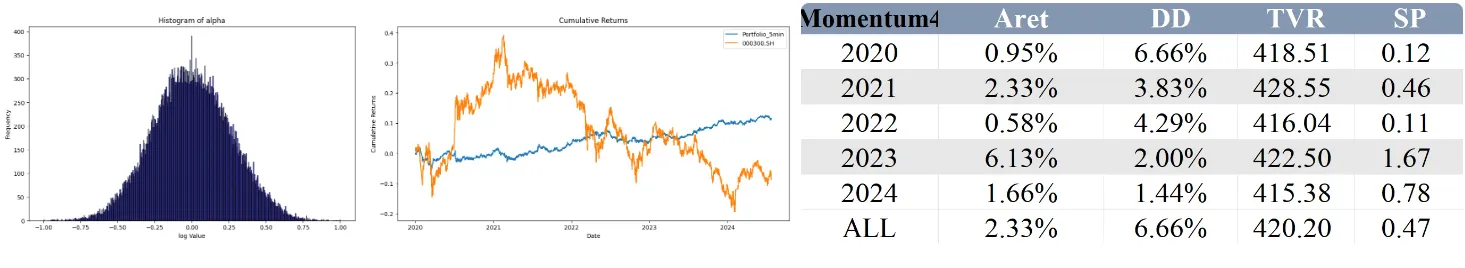 Histogram of alpha
400
350
300
250
200
150
100
50
0
Frequency
−1.00 −0.75 −0.50 −0.25 0.00 0.25 0.50 0.75 1.00
log Value
Cumulative Returns
Portfolio_5min
000300.SH
0.4
0.3
0.2
0.1
0.0
−0.1
−0.2
Cumulative Returns
2020 2021 2022 2023 2024
Date
Momentum4 Aret DD TVR SP
2020 0.95% 6.66% 418.51 0.12
2021 2.33% 3.83% 428.55 0.46
2022 0.58% 4.29% 416.04 0.11
2023 6.13% 2.00% 422.50 1.67
2024 1.66% 1.44% 415.38 0.78
ALL 2.33% 6.66% 420.20 0.47